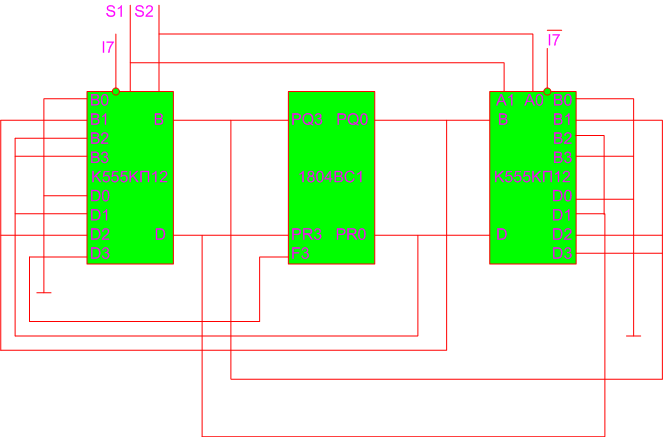 S1 S2
I7
I7
B0
B1 B
B2
B3
К555КП12
D0
D1
D2 D
D3
PQ3 PQ0
1804ВС1
PR3 PR0
F3
A1 A0 B0
B B1
B2
B3
К555КП12
D0
D1
D D2
D3